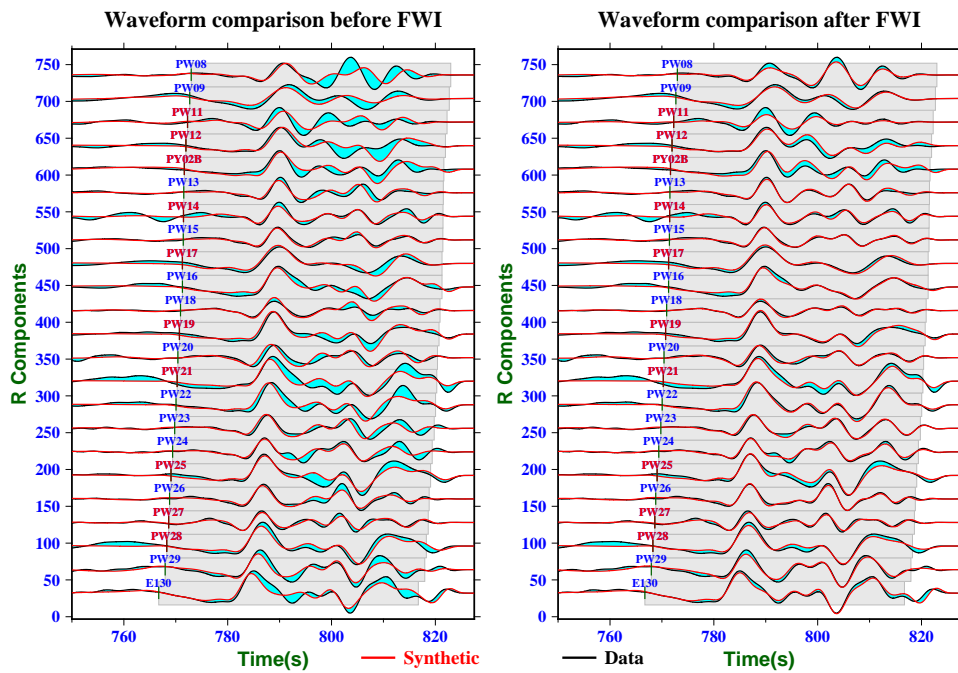 Waveform comparison before FWI
Waveform comparison after FWI
R Components
750
700
650
600
550
500
450
400
350
300
250
200
150
100
50
0
PW08
PW09
PW11
PW12
PY02B
PW13
PW14
PW15
PW17
PW16
PW18
PW19
PW20
PW21
PW22
PW23
PW24
PW25
PW26
PW27
PW28
PW29
E130
760
780
800
820
Time(s)
Synthetic
R Components
750
700
650
600
550
500
450
400
350
300
250
200
150
100
50
0
PW08
PW09
PW11
PW12
PY02B
PW13
PW14
PW15
PW17
PW16
PW18
PW19
PW20
PW21
PW22
PW23
PW24
PW25
PW26
PW27
PW28
PW29
E130
760
780
800
820
Data
Time(s)